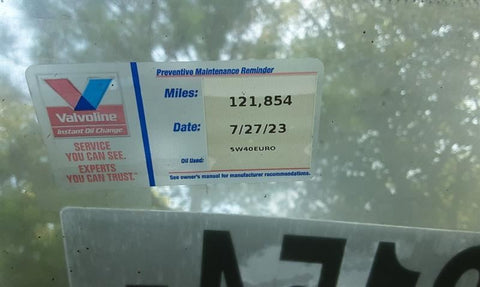 Preventive Maintenance Reminder
Valvoline
Instant Oil Change
SERVICE
YOU CAN SEE.
EXPERTS
YOU CAN TRUST.™
Miles: 121,854
Date: 7/27/23
5W40EURO
Oil Used:
See owner's manual for manufacturer recommendations.